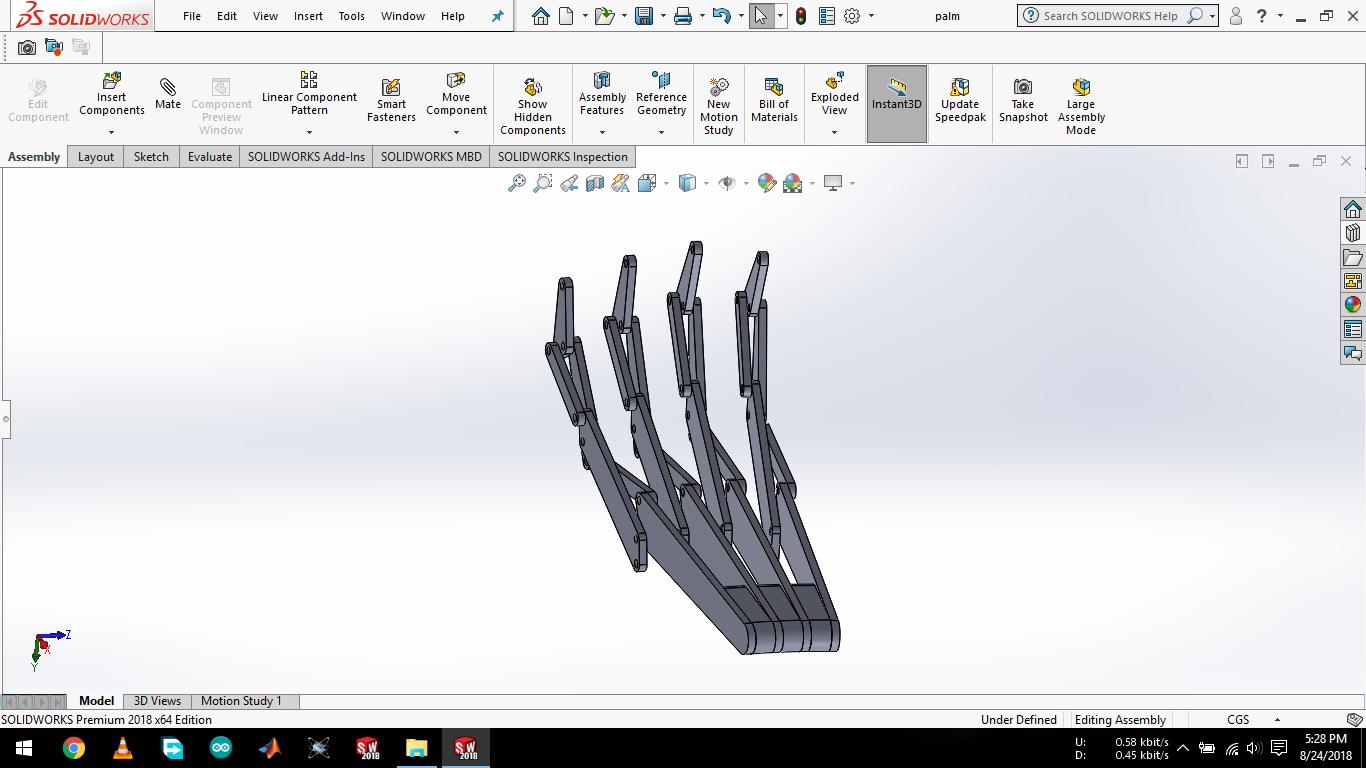 SOLIDWORKS
File Edit View Insert Tools Window Help
palm
Search SOLIDWORKS Help
?
Edit Component
Insert Components
Mate
Component Preview Window
Linear Component Pattern
Smart Fasteners
Move Component
Show Hidden Components
Assembly Features
Reference Geometry
New Motion Study
Bill of Materials
Exploded View
Instant3D
Update Speedpak
Take Snapshot
Large Assembly Mode
Assembly Layout Sketch Evaluate SOLIDWORKS Add-Ins SOLIDWORKS MBD SOLIDWORKS Inspection
Z
X
Y
Model 3D Views Motion Study 1
SOLIDWORKS Premium 2018 x64 Edition Under Defined Editing Assembly CGS
SW 2018
SW 2018
U: 0.58 kbit/s
D: 0.45 kbit/s
5:28 PM
8/24/2018